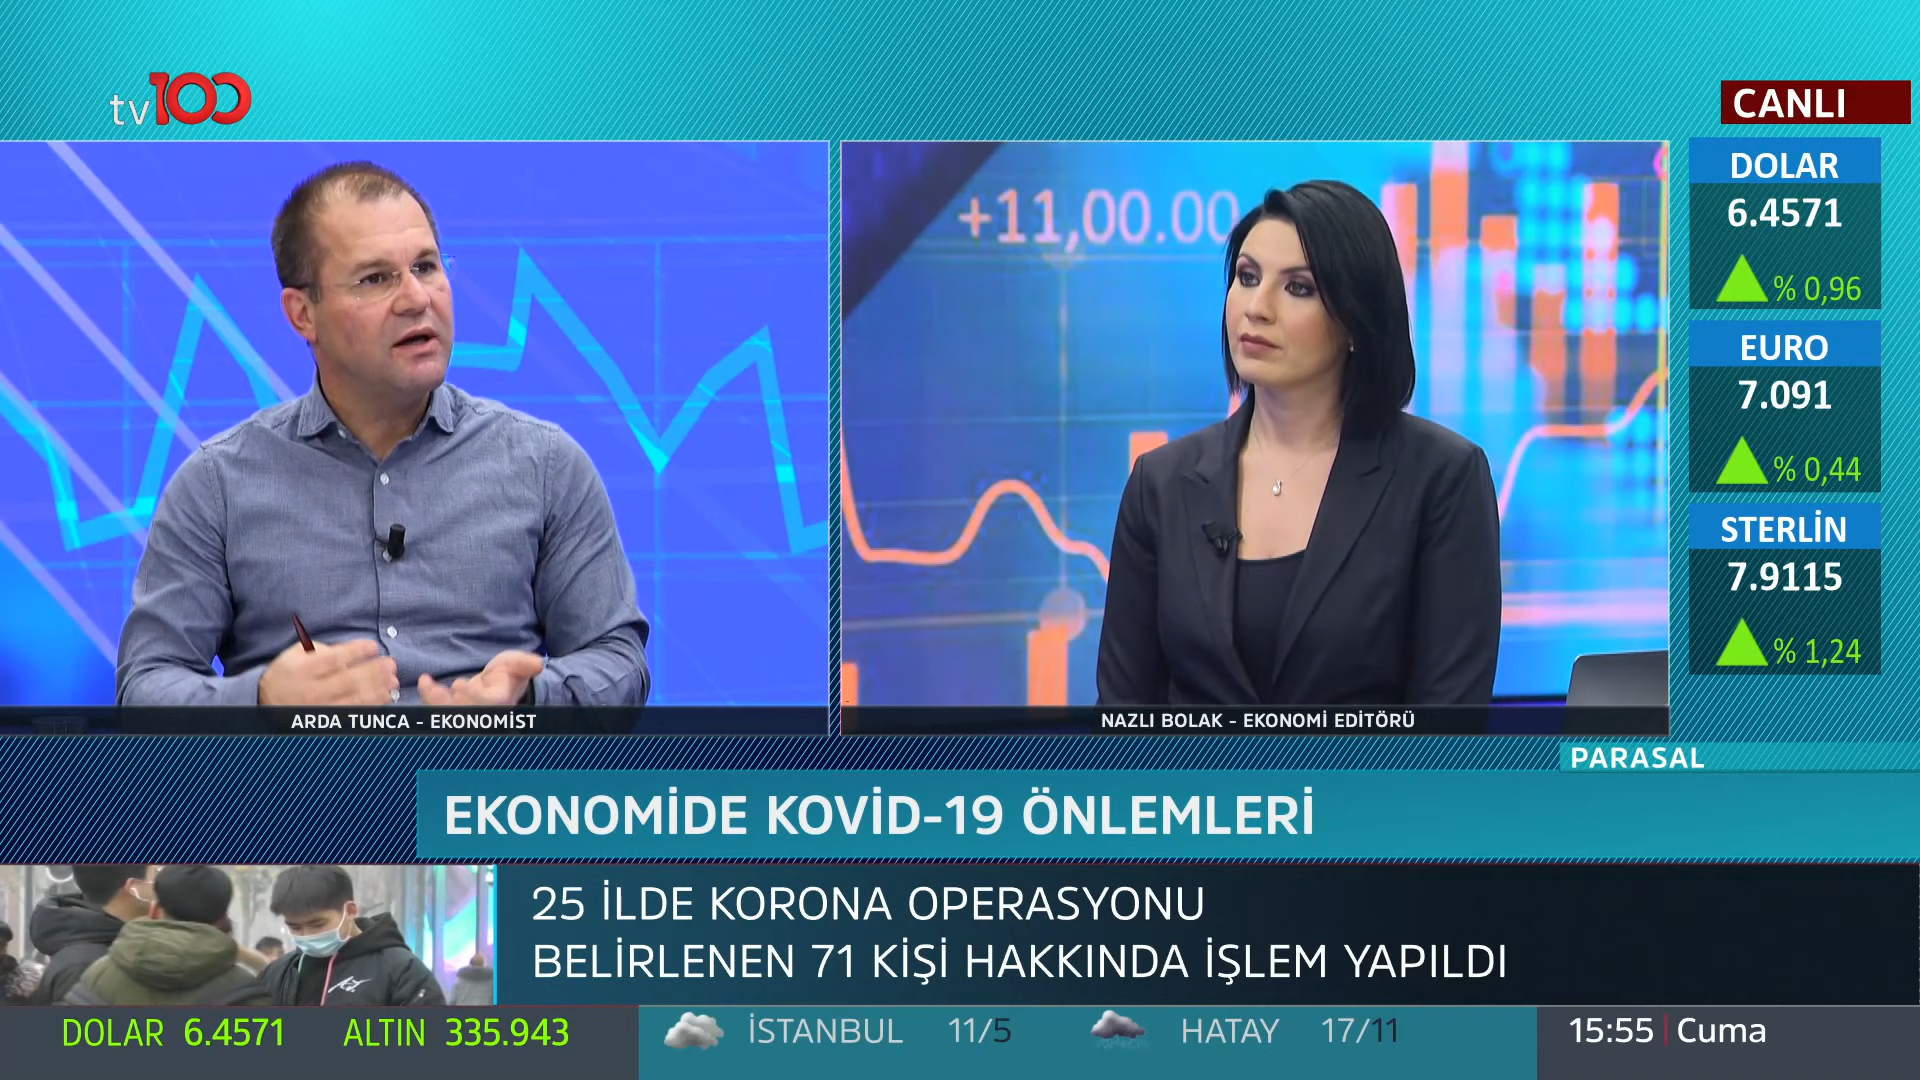 tv100
CANLI
+11,00.00
DOLAR
6.4571
% 0,96
EURO
7.091
% 0,44
STERLİN
7.9115
% 1,24
ARDA TUNCA - EKONOMİST
NAZLI BOLAK - EKONOMİ EDİTÖRÜ
PARASAL
EKONOMİDE KOVİD-19 ÖNLEMLERİ
25 İLDE KORONA OPERASYONU
BELİRLENEN 71 KİŞİ HAKKINDA İŞLEM YAPILDI
DOLAR 6.4571 ALTIN 335.943 İSTANBUL 11/5 HATAY 17/11 15:55 Cuma